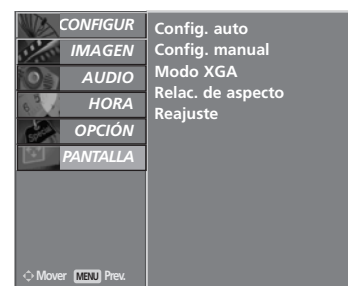 CONFIGUR
IMAGEN
AUDIO
HORA
OPCIÓN
PANTALLA
Config. auto
Config. manual
Modo XGA
Relac. de aspecto
Reajuste
Mover MENU Prev.